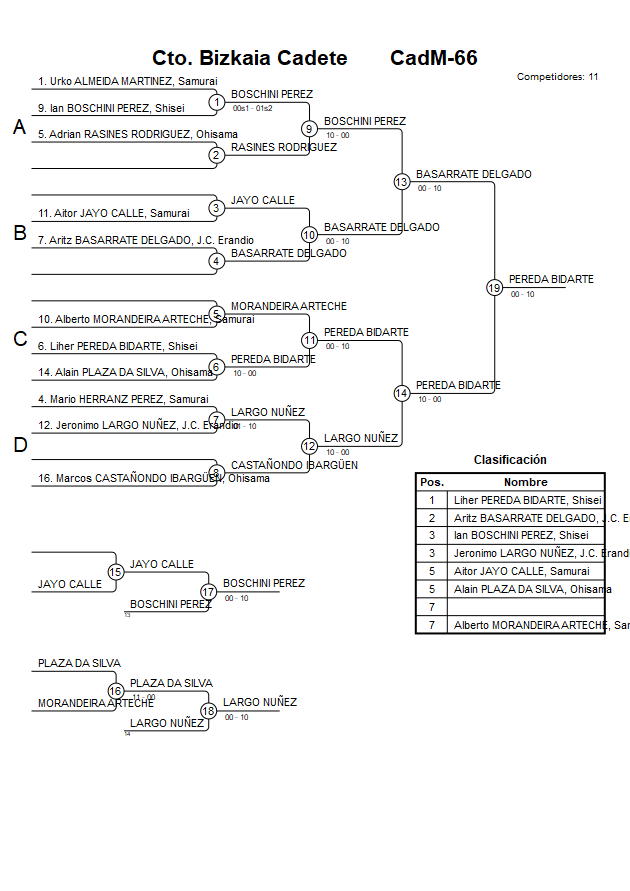 Cto. Bizkaia Cadete CadM-66
Competidores: 11
A
1. Urko ALMEIDA MARTINEZ, Samurai
9. Ian BOSCHINI PEREZ, Shisei
1
BOSCHINI PEREZ
00s1 - 01s2
5. Adrian RASINES RODRIGUEZ, Ohisama
2
RASINES RODRIGUEZ
9
BOSCHINI PEREZ
10 - 00
B
11. Aitor JAYO CALLE, Samurai
3
JAYO CALLE
7. Aritz BASARRATE DELGADO, J.C. Erandio
4
BASARRATE DELGADO
10
BASARRATE DELGADO
00 - 10
13
BASARRATE DELGADO
00 - 10
C
10. Alberto MORANDEIRA ARTECHE, Samurai
5
MORANDEIRA ARTECHE
6. Liher PEREDA BIDARTE, Shisei
14. Alain PLAZA DA SILVA, Ohisama
6
PEREDA BIDARTE
10 - 00
11
PEREDA BIDARTE
00 - 10
D
4. Mario HERRANZ PEREZ, Samurai
12. Jeronimo LARGO NUÑEZ, J.C. Erandio
7
LARGO NUÑEZ
01 - 10
16. Marcos CASTAÑONDO IBARGÜEN, Ohisama
8
CASTAÑONDO IBARGÜEN
12
LARGO NUÑEZ
10 - 00
14
PEREDA BIDARTE
10 - 00
19
PEREDA BIDARTE
00 - 10
Clasificación
Pos. Nombre
1 Liher PEREDA BIDARTE, Shisei
2 Aritz BASARRATE DELGADO, J.C. E
3 Ian BOSCHINI PEREZ, Shisei
3 Jeronimo LARGO NUÑEZ, J.C. Erandi
5 Aitor JAYO CALLE, Samurai
5 Alain PLAZA DA SILVA, Ohisama
7
7 Alberto MORANDEIRA ARTECHE, Sa
JAYO CALLE
15
JAYO CALLE
BOSCHINI PEREZ
13
17
BOSCHINI PEREZ
00 - 10
PLAZA DA SILVA
MORANDEIRA ARTECHE
16
PLAZA DA SILVA
11 - 00
LARGO NUÑEZ
14
18
LARGO NUÑEZ
00 - 10